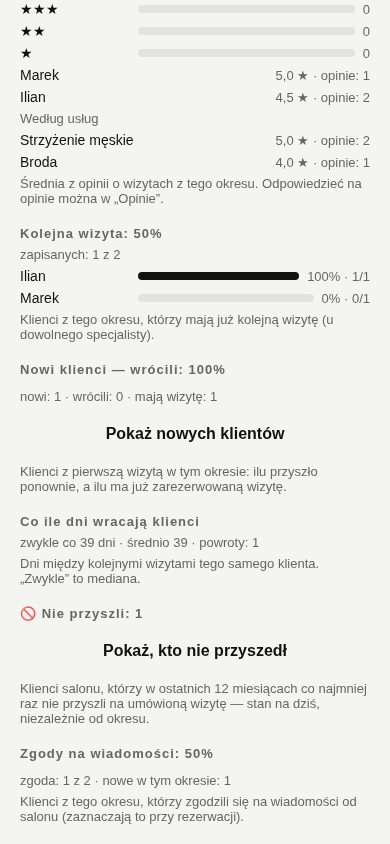 ★★★ 0
★★ 0
★ 0
Marek 5,0 ★ · opinie: 1
Ilian 4,5 ★ · opinie: 2
Według usług
Strzyżenie męskie 5,0 ★ · opinie: 2
Broda 4,0 ★ · opinie: 1
Średnia z opinii o wizytach z tego okresu. Odpowiedzieć na
opinie można w „Opinie”.
Kolejna wizyta: 50%
zapisanych: 1 z 2
Ilian 100% · 1/1
Marek 0% · 0/1
Klienci z tego okresu, którzy mają już kolejną wizytę (u
dowolnego specjalisty).
Nowi klienci — wrócili: 100%
nowi: 1 · wrócili: 0 · mają wizytę: 1
Pokaż nowych klientów
Klienci z pierwszą wizytą w tym okresie: ilu przyszło
ponownie, a ilu ma już zarezerwowaną wizytę.
Co ile dni wracają klienci
zwykle co 39 dni · średnio 39 · powroty: 1
Dni między kolejnymi wizytami tego samego klienta.
„Zwykle” to mediana.
🚫 Nie przyszli: 1
Pokaż, kto nie przyszedł
Klienci salonu, którzy w ostatnich 12 miesiącach co najmniej
raz nie przyszli na umówioną wizytę — stan na dziś,
niezależnie od okresu.
Zgody na wiadomości: 50%
zgoda: 1 z 2 · nowe w tym okresie: 1
Klienci z tego okresu, którzy zgodzili się na wiadomości od
salonu (zaznaczają to przy rezerwacji).